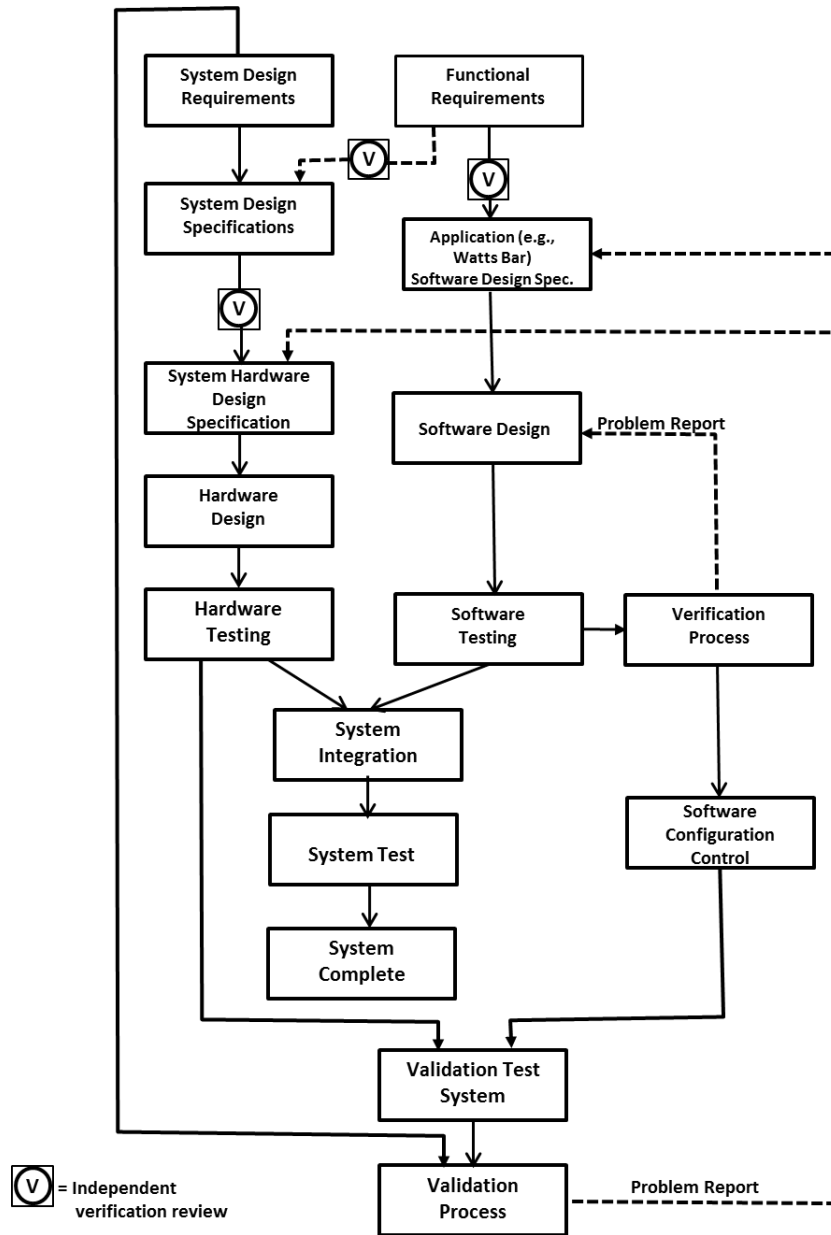 System Design
Requirements
Functional
Requirements
V
V
System Design
Specifications
Application (e.g.,
Watts Bar)
Software Design Spec.
V
System Hardware
Design
Specification
Software Design
Problem Report
Hardware
Design
Hardware
Testing
Software
Testing
Verification
Process
System
Integration
Software
Configuration
Control
System Test
System
Complete
Validation Test
System
V
= Independent
verification review
Validation
Process
Problem Report